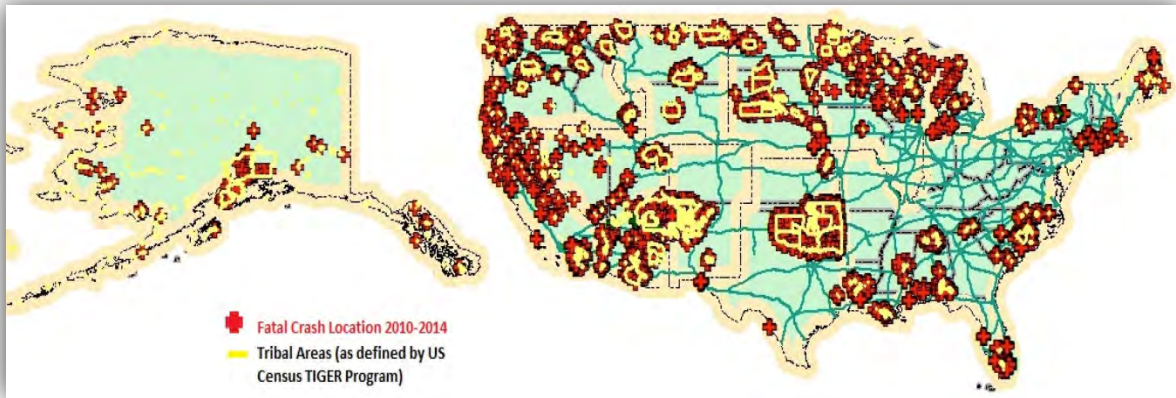 Fatal Crash Location 2010-2014
Tribal Areas (as defined by US
Census TIGER Program)